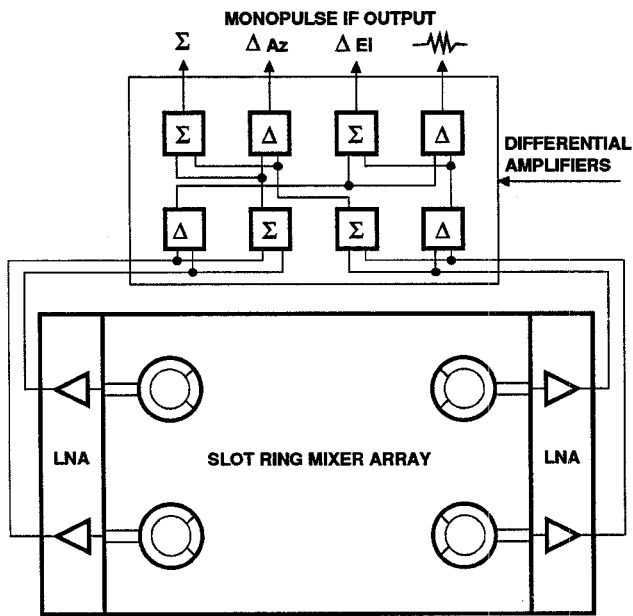 MONOPULSE IF OUTPUT
Σ Δ Az Δ El
Σ Δ Σ Δ
DIFFERENTIAL
AMPLIFIERS
Δ Σ Σ Δ
LNA SLOT RING MIXER ARRAY LNA